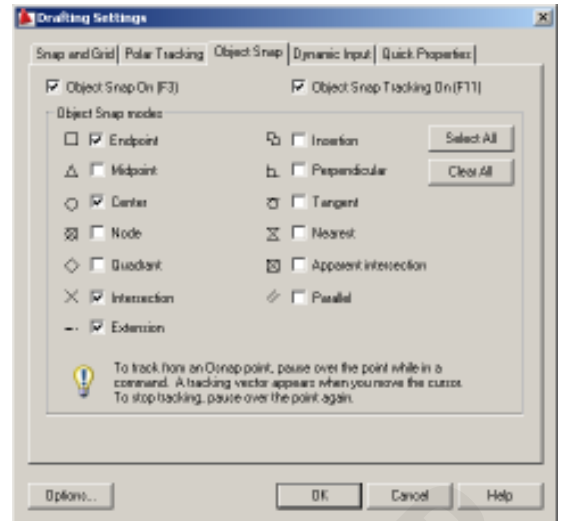 Drafting Settings
Snap and Grid Polar Tracking Object Snap Dynamic Input Quick Properties
Object Snap On (F3) Object Snap Tracking On (F11)
Object Snap modes
Endpoint Insertion Select All
Midpoint Perpendicular Clear All
Center Tangent
Node Nearest
Quadrant Apparent intersection
Intersection Parallel
Extension
To track from an Osnap point, pause over the point while in a
command. A tracking vector appears when you move the cursor.
To stop tracking, pause over the point again.
Options... OK Cancel Help